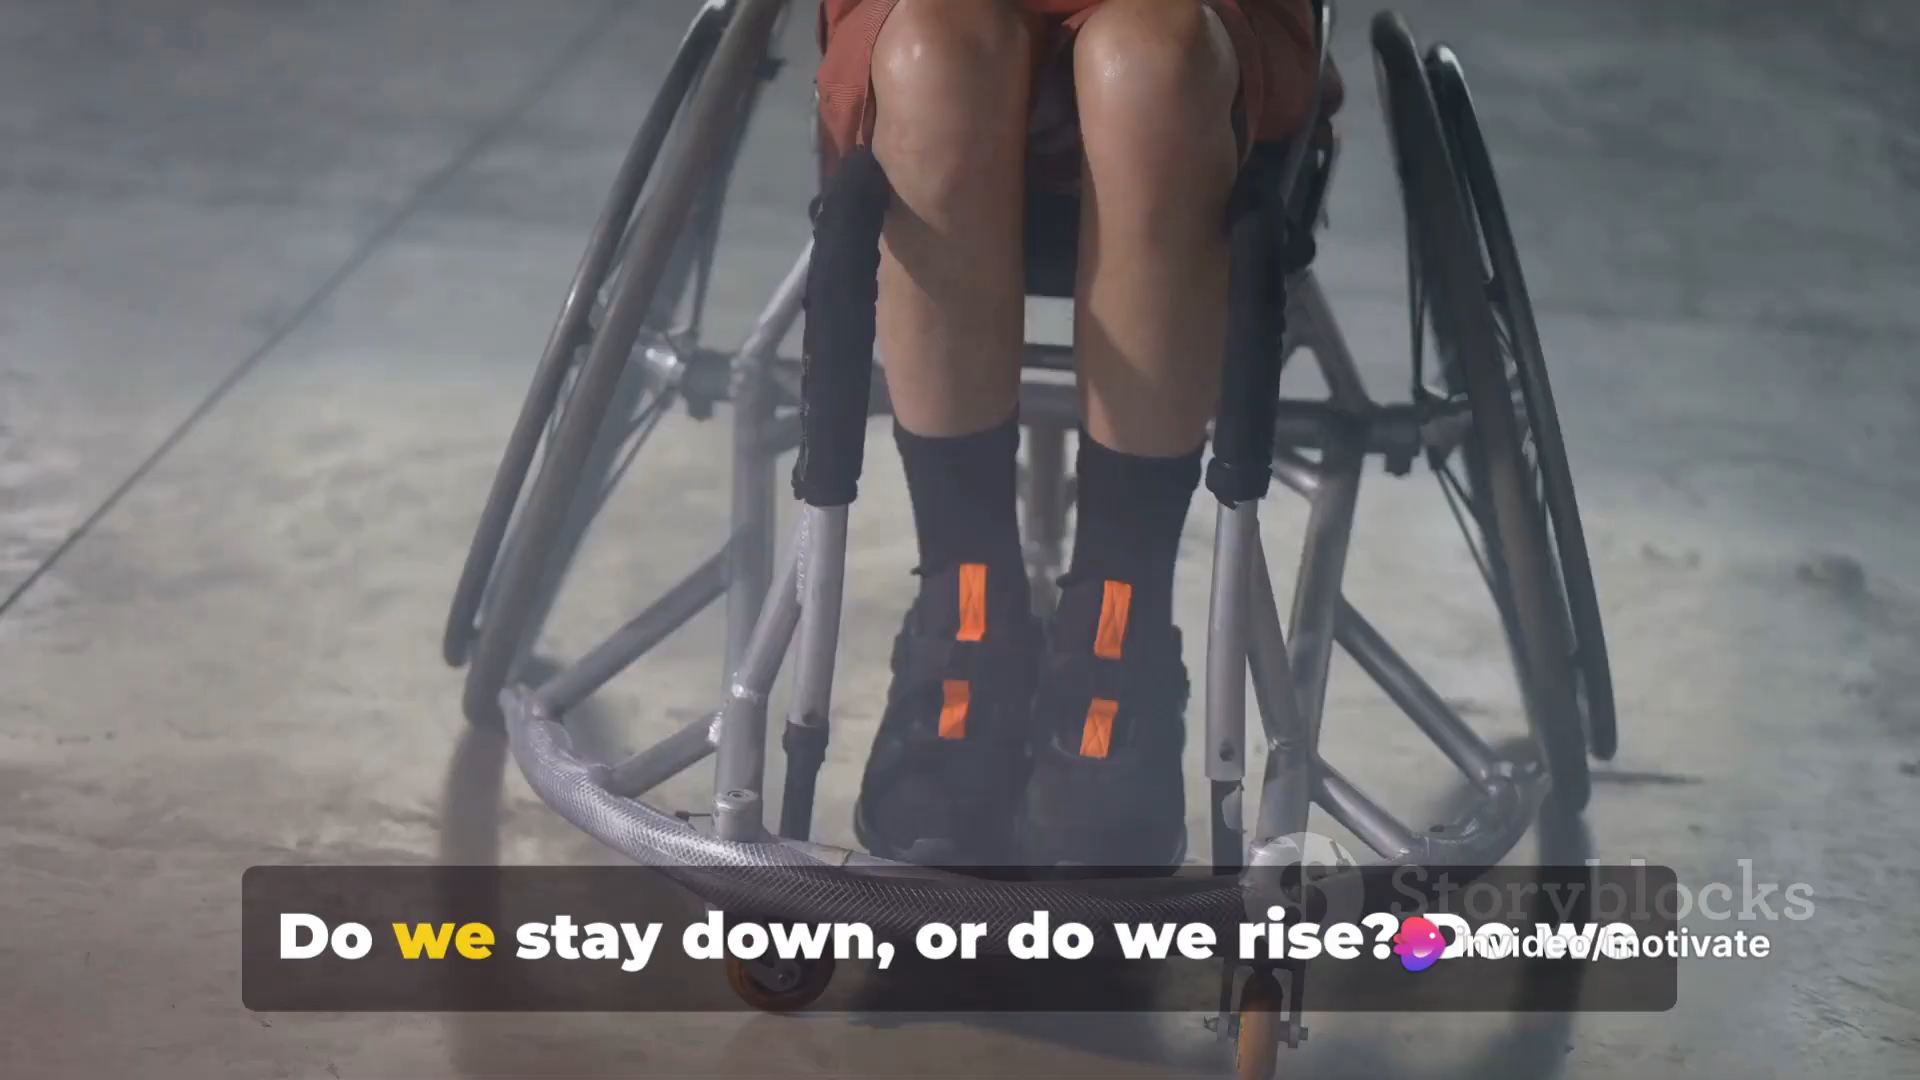 Storyblocks
Do we stay down, or do we rise? Do we
invideo/motivate